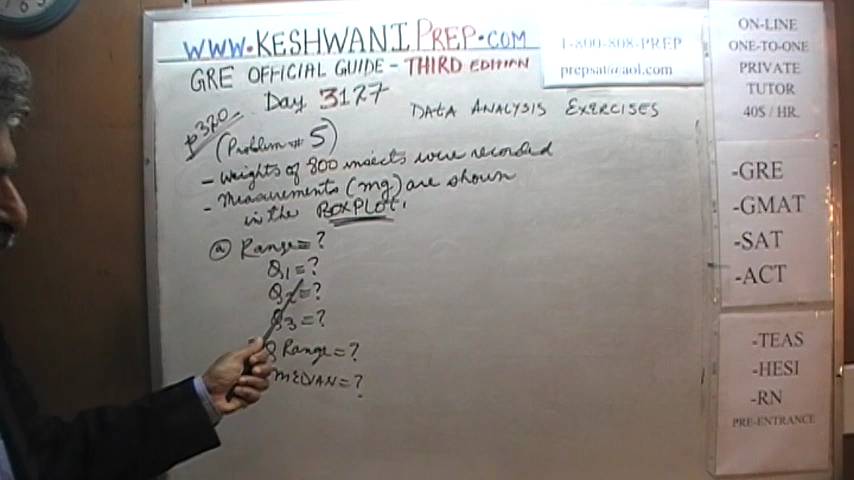 WWW.KESHWANIPREP.COM
GRE OFFICIAL GUIDE - THIRD EDITION
Day 3127
DATA ANALYSIS EXERCISES
p320
(Problem # 5)
- Weights of 800 insects were recorded
- Measurements (mg) are shown
in the BOXPLOT.
(a) Range = ?
Q1 = ?
Q2 = ?
Q3 = ?
Q Range = ?
MEDIAN = ?
1-800-808-PREP
prepsat@aol.com
ON-LINE
ONE-TO-ONE
PRIVATE
TUTOR
40$ / HR.
-GRE
-GMAT
-SAT
-ACT
-TEAS
-HESI
-RN
PRE-ENTRANCE